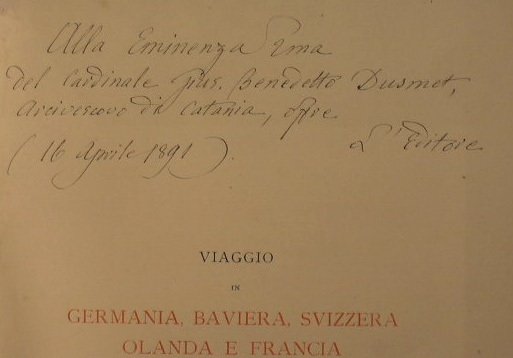 Alla Eminenza Rma
del Cardinale Gius. Benedetto Dusmet,
Arcivescovo di Catania, offre
(16 Aprile 1891). L'Editore
VIAGGIO
IN
GERMANIA, BAVIERA, SVIZZERA
OLANDA E FRANCIA